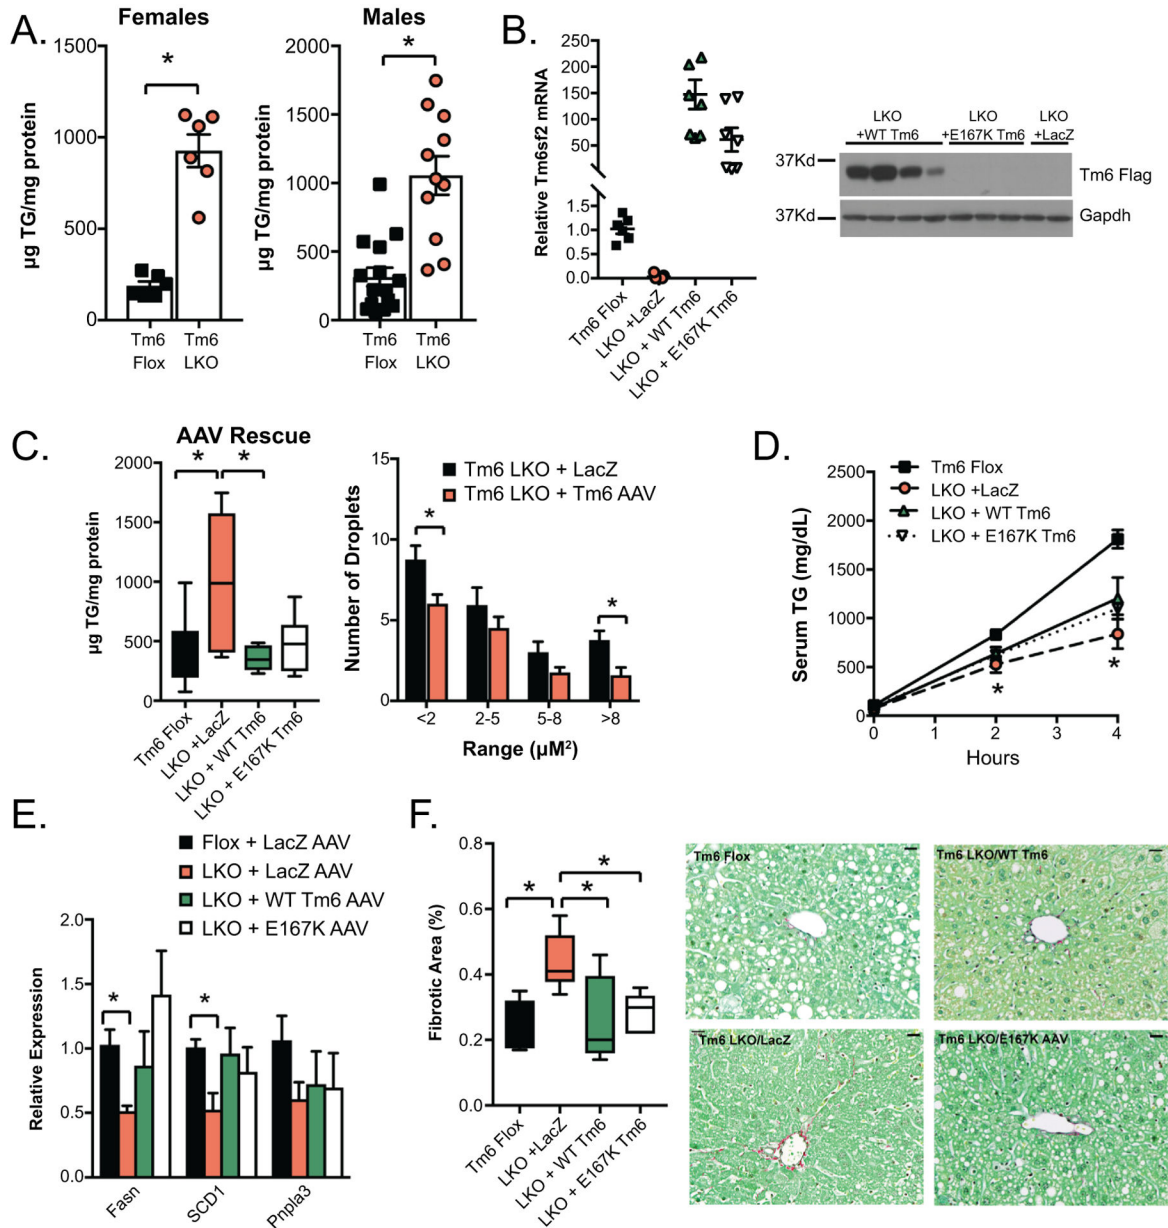 A.
Females
µg TG/mg protein
1500
1000
500
0
*
Tm6
Flox
Tm6
LKO
Males
µg TG/mg protein
2000
1500
1000
500
0
*
Tm6
Flox
Tm6
LKO
B.
Relative Tm6sf2 mRNA
250
200
150
100
50
1.5
1.0
0.5
0.0
Tm6 Flox
LKO +LacZ
LKO + WT Tm6
LKO + E167K Tm6
LKO
+WT Tm6
LKO
+E167K Tm6
LKO
+LacZ
37Kd
Tm6 Flag
37Kd
Gapdh
C.
AAV Rescue
µg TG/mg protein
2000
1500
1000
500
0
* *
Tm6 Flox
LKO +LacZ
LKO + WT Tm6
LKO + E167K Tm6
Number of Droplets
15
10
5
0
Tm6 LKO + LacZ
Tm6 LKO + Tm6 AAV
*
*
<2 2-5 5-8 >8
Range (µM²)
D.
Tm6 Flox
LKO +LacZ
LKO + WT Tm6
LKO + E167K Tm6
Serum TG (mg/dL)
2500
2000
1500
1000
500
0
* *
0 1 2 3 4
Hours
E.
Flox + LacZ AAV
LKO + LacZ AAV
LKO + WT Tm6 AAV
LKO + E167K AAV
Relative Expression
2.0
1.5
1.0
0.5
0.0
* *
Fasn
SCD1
Pnpla3
F.
Fibrotic Area (%)
0.8
0.6
0.4
0.2
0.0
*
* *
Tm6 Flox
LKO +LacZ
LKO + WT Tm6
LKO + E167K Tm6
Tm6 Flox
Tm6 LKO/WT Tm6
Tm6 LKO/LacZ
Tm6 LKO/E167K AAV